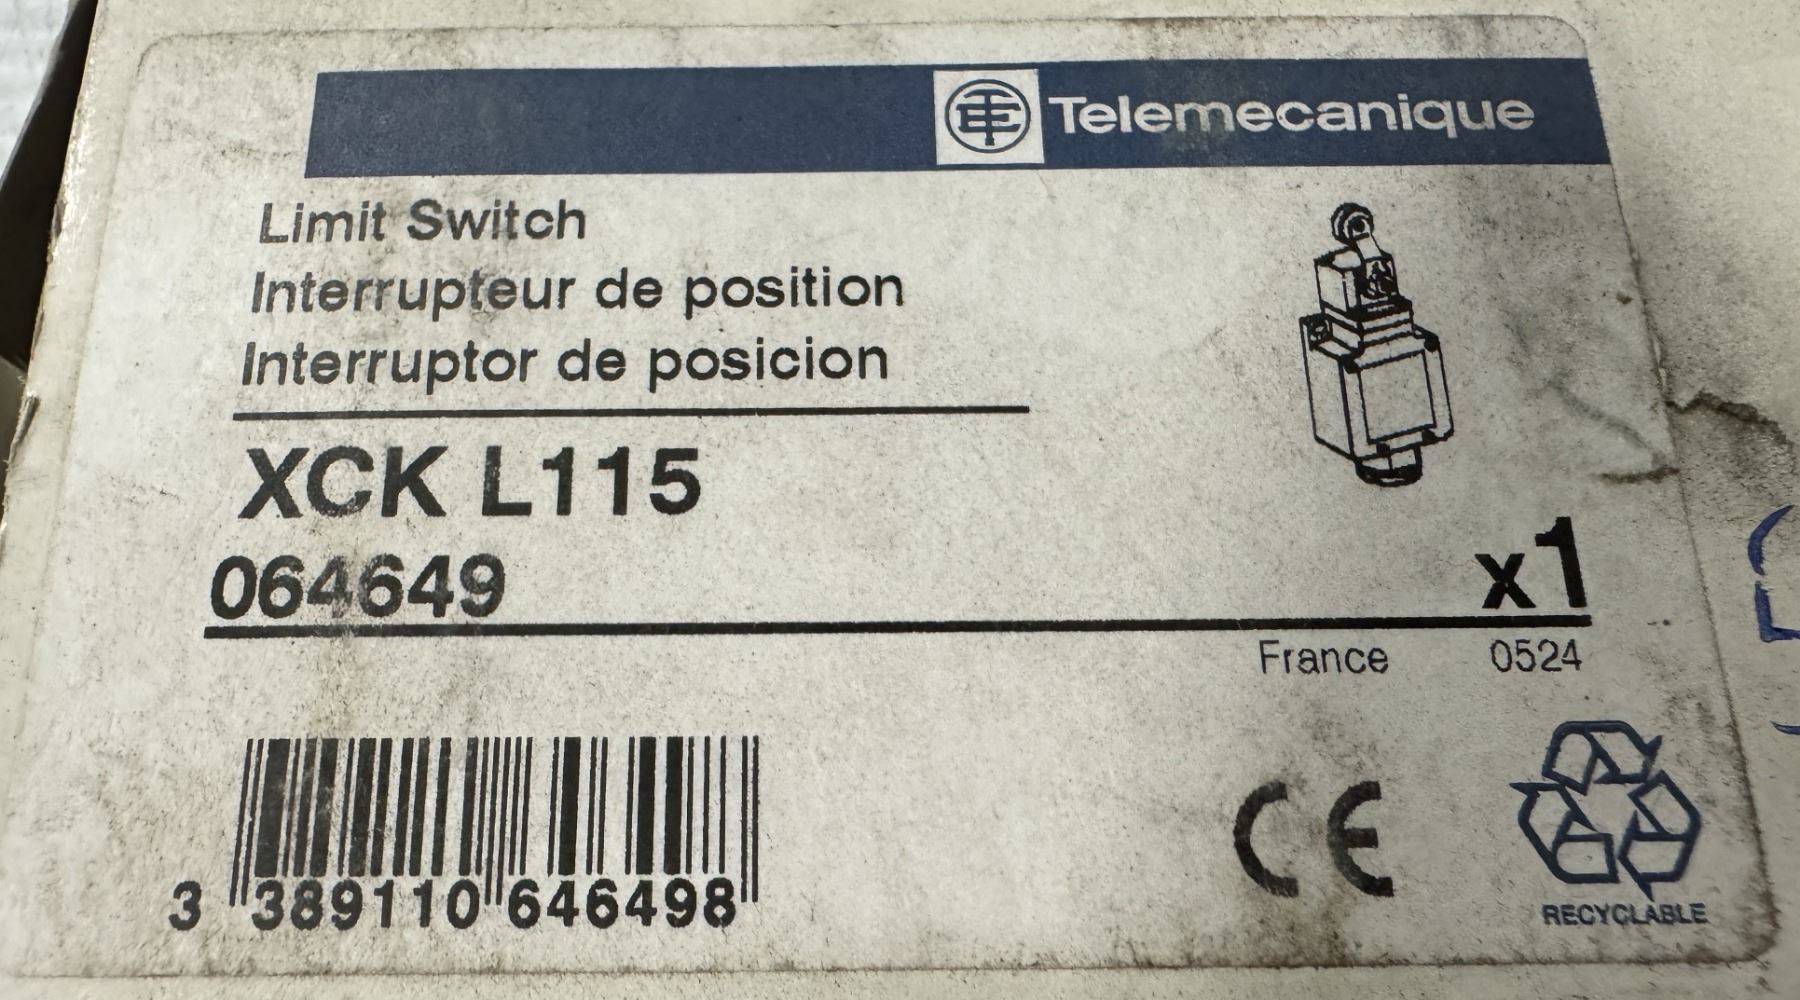 Telemecanique
Limit Switch
Interrupteur de position
Interruptor de posicion
XCK L115
064649
x1
France 0524
3 389110 646498
CE
RECYCLABLE